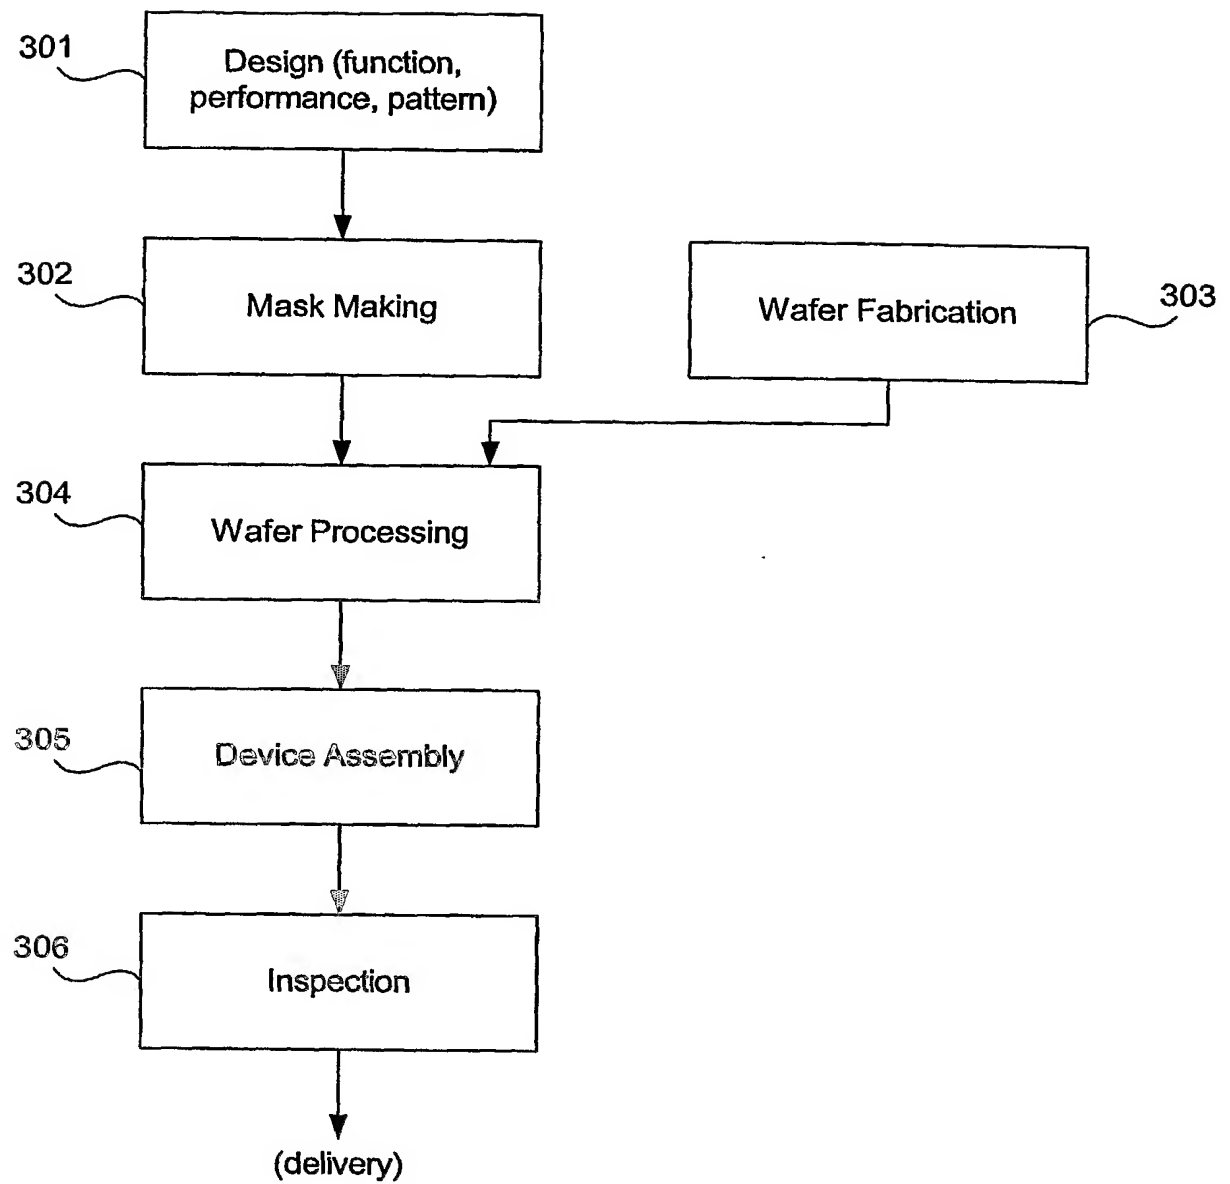 301
Design (function,
performance, pattern)
302
Mask Making
Wafer Fabrication
303
304
Wafer Processing
305
Device Assembly
306
Inspection
(delivery)